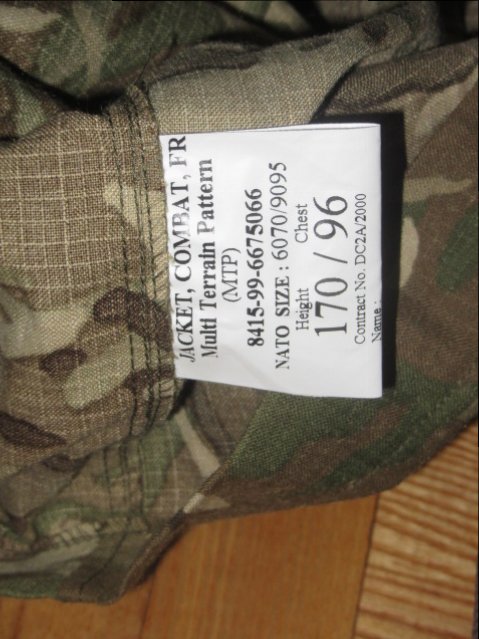 JACKET, COMBAT, FR
Multi Terrain Pattern
(MTP)
8415-99-6675066
NATO SIZE : 6070/9095
Height Chest
170 / 96
Contract No. DC2A/2000
Name :